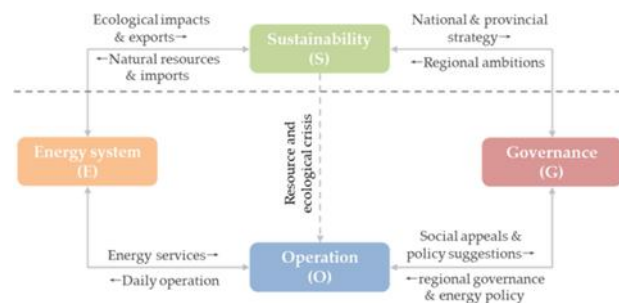 Ecological impacts
& exports→
←Natural resources
& imports
Sustainability
(S)
National & provincial
strategy→
←Regional ambitions
Energy system
(E)
Resource and
ecological crisis
Governance
(G)
Energy services→
←Daily operation
Operation
(O)
Social appeals &
policy suggestions→
←regional governance
& energy policy